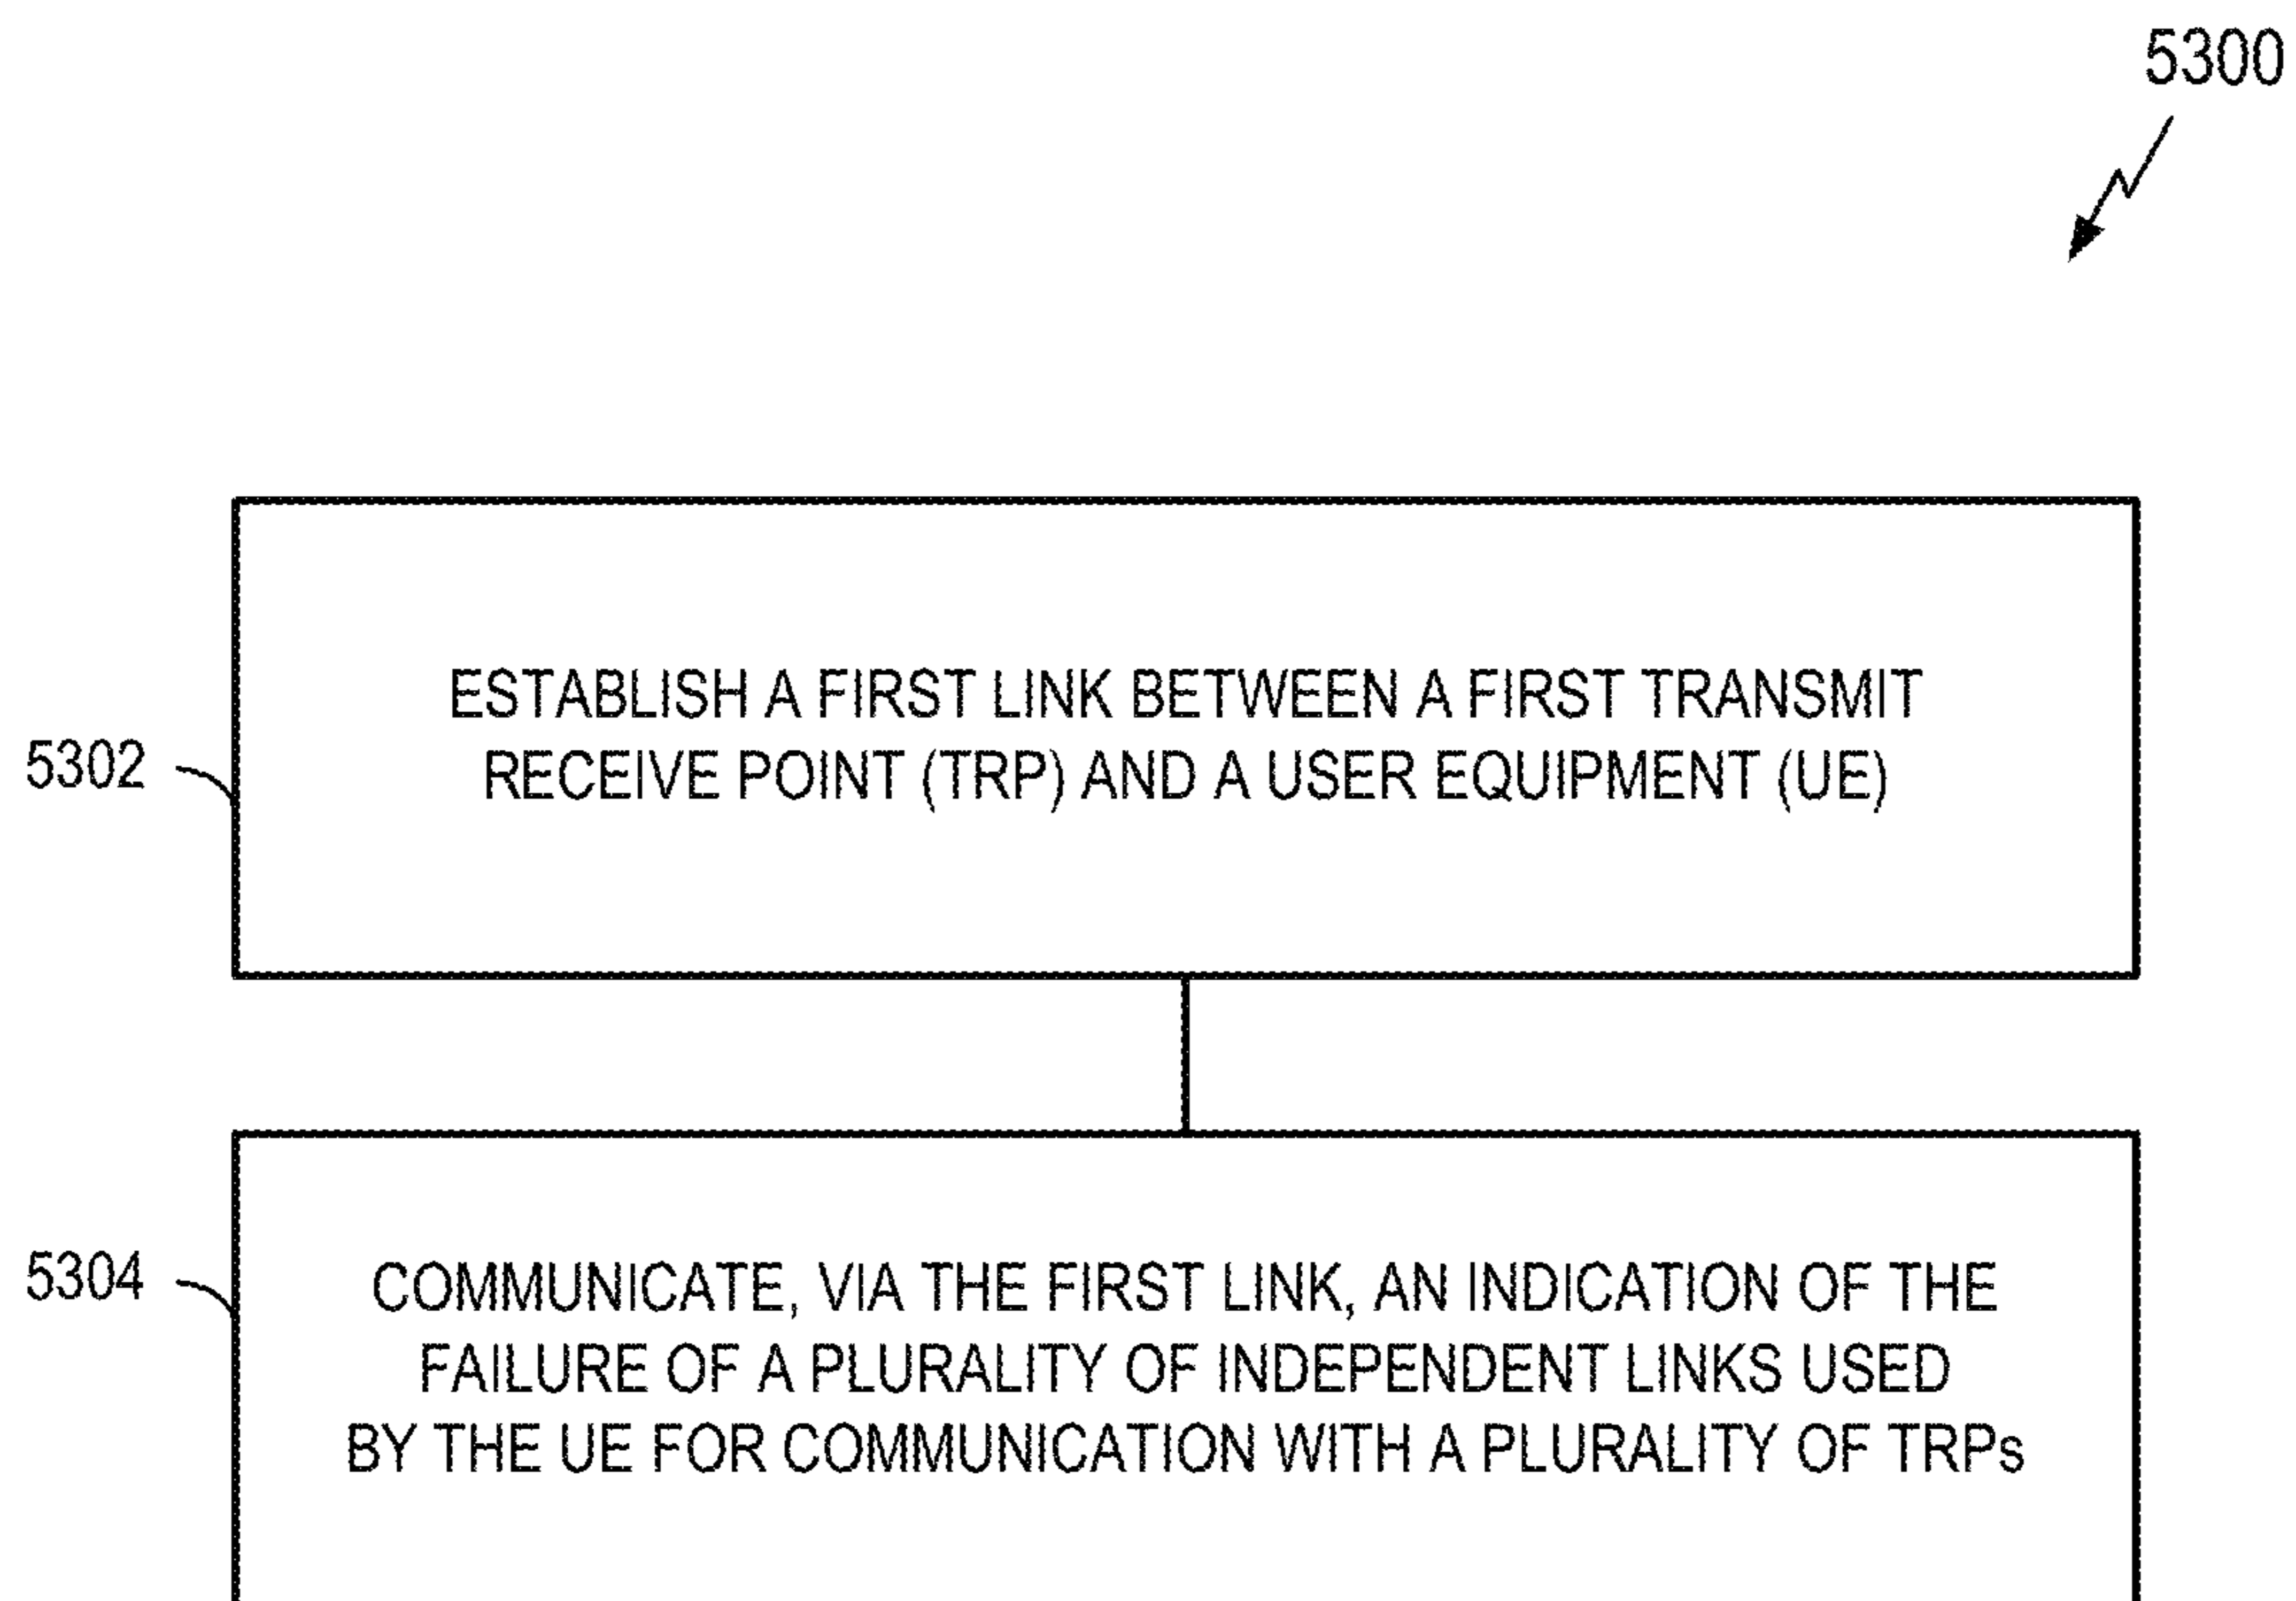 5300
5302
ESTABLISH A FIRST LINK BETWEEN A FIRST TRANSMIT
RECEIVE POINT (TRP) AND A USER EQUIPMENT (UE)
5304
COMMUNICATE, VIA THE FIRST LINK, AN INDICATION OF THE
FAILURE OF A PLURALITY OF INDEPENDENT LINKS USED
BY THE UE FOR COMMUNICATION WITH A PLURALITY OF TRPs